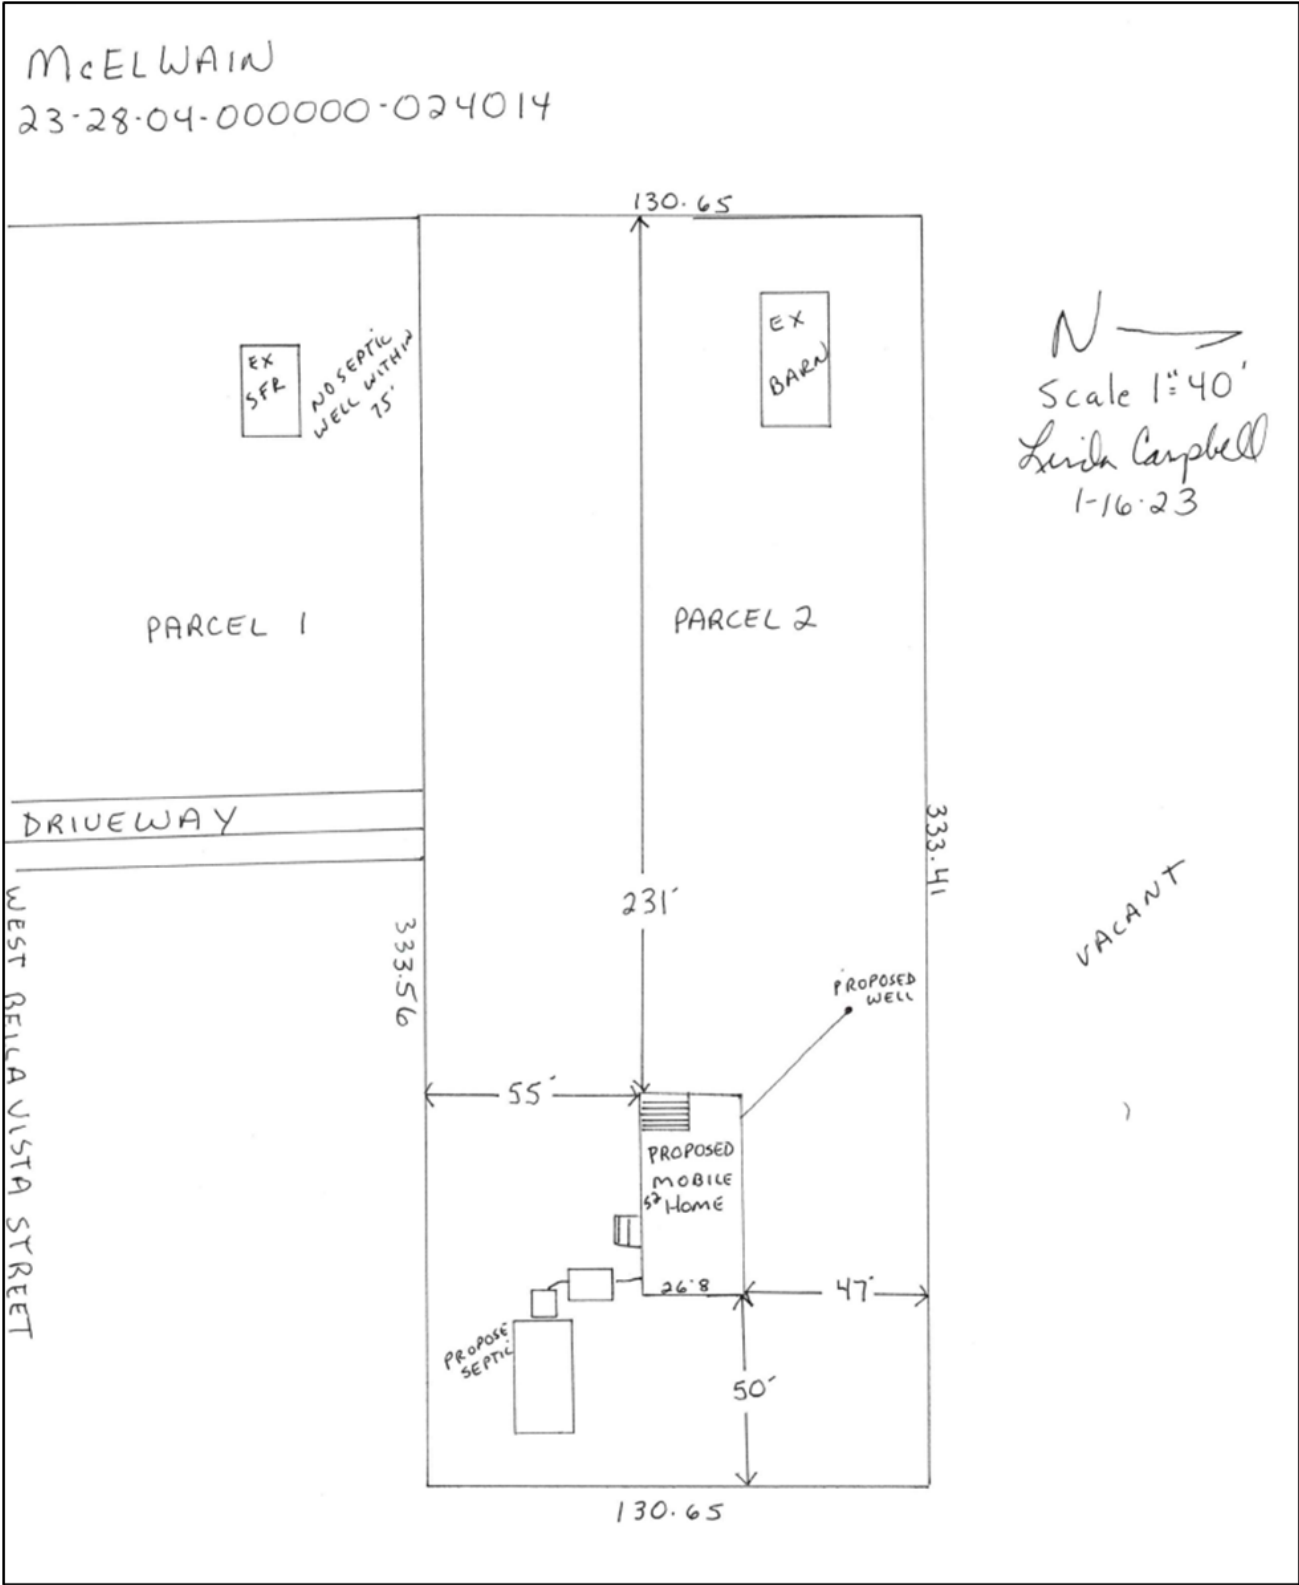 McELWAIN
23-28-04-000000-024014
130.65
EX
SFR
NO SEPTIC
WELL WITHIN
75'
EX
BARN
N
Scale 1"=40'
Linda Campbell
1-16-23
PARCEL 1
PARCEL 2
DRIVEWAY
WEST BELLA VISTA STREET
333.56
231'
333.41
VACANT
PROPOSED
WELL
55'
PROPOSED
MOBILE
52 HOME
26'8
47'
PROPOSE
SEPTIC
50'
130.65